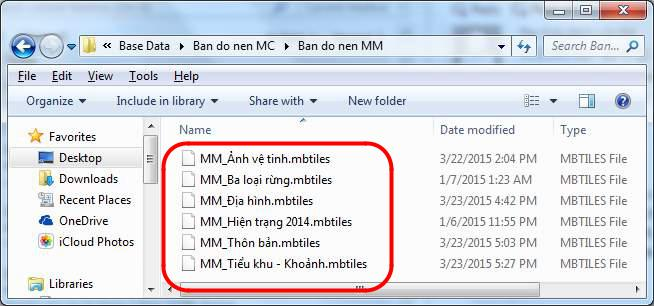 Base Data Ban do nen MC Ban do nen MM Search Ban...
File Edit View Tools Help
Organize Include in library Share with New folder
Name Date modified Type
Favorites
Desktop
Downloads
Recent Places
OneDrive
iCloud Photos
Libraries
MM_Ảnh vệ tinh.mbtiles 3/22/2015 2:04 PM MBTILES File
MM_Ba loại rừng.mbtiles 1/7/2015 1:23 AM MBTILES File
MM_Địa hình.mbtiles 3/23/2015 4:42 PM MBTILES File
MM_Hiện trạng 2014.mbtiles 1/6/2015 11:55 PM MBTILES File
MM_Thôn bản.mbtiles 3/23/2015 5:03 PM MBTILES File
MM_Tiểu khu - Khoảnh.mbtiles 3/23/2015 5:27 PM MBTILES File